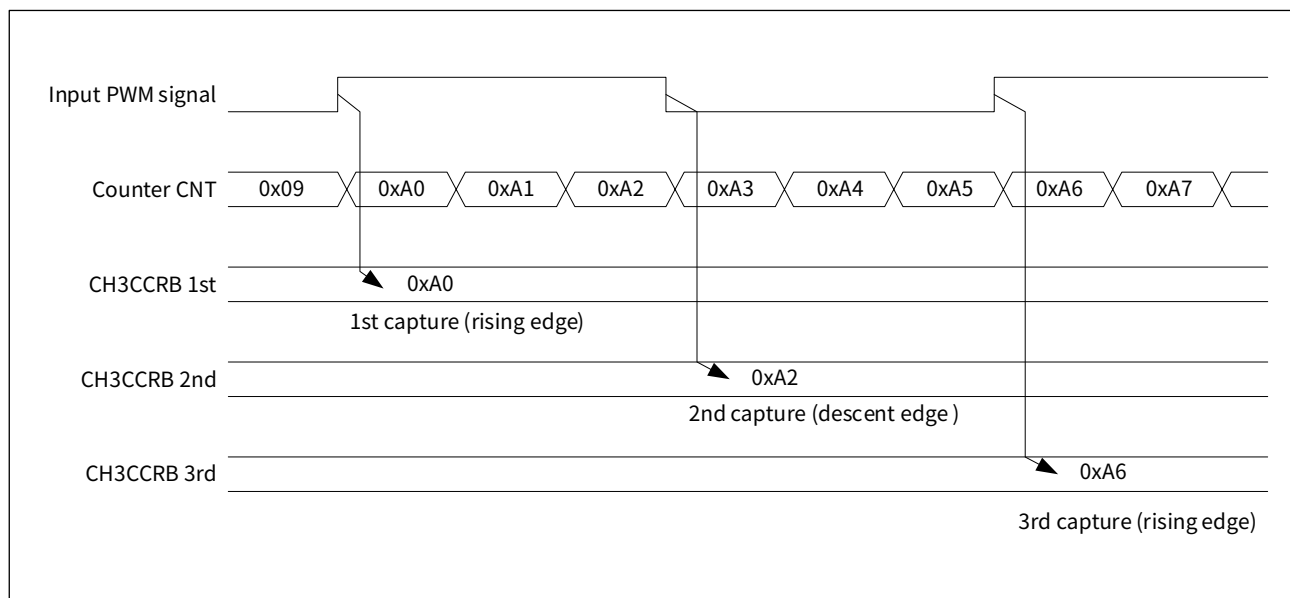 Input PWM signal
Counter CNT 0x09 0xA0 0xA1 0xA2 0xA3 0xA4 0xA5 0xA6 0xA7
CH3CCRB 1st 0xA0
1st capture (rising edge)
CH3CCRB 2nd 0xA2
2nd capture (descent edge )
CH3CCRB 3rd 0xA6
3rd capture (rising edge)